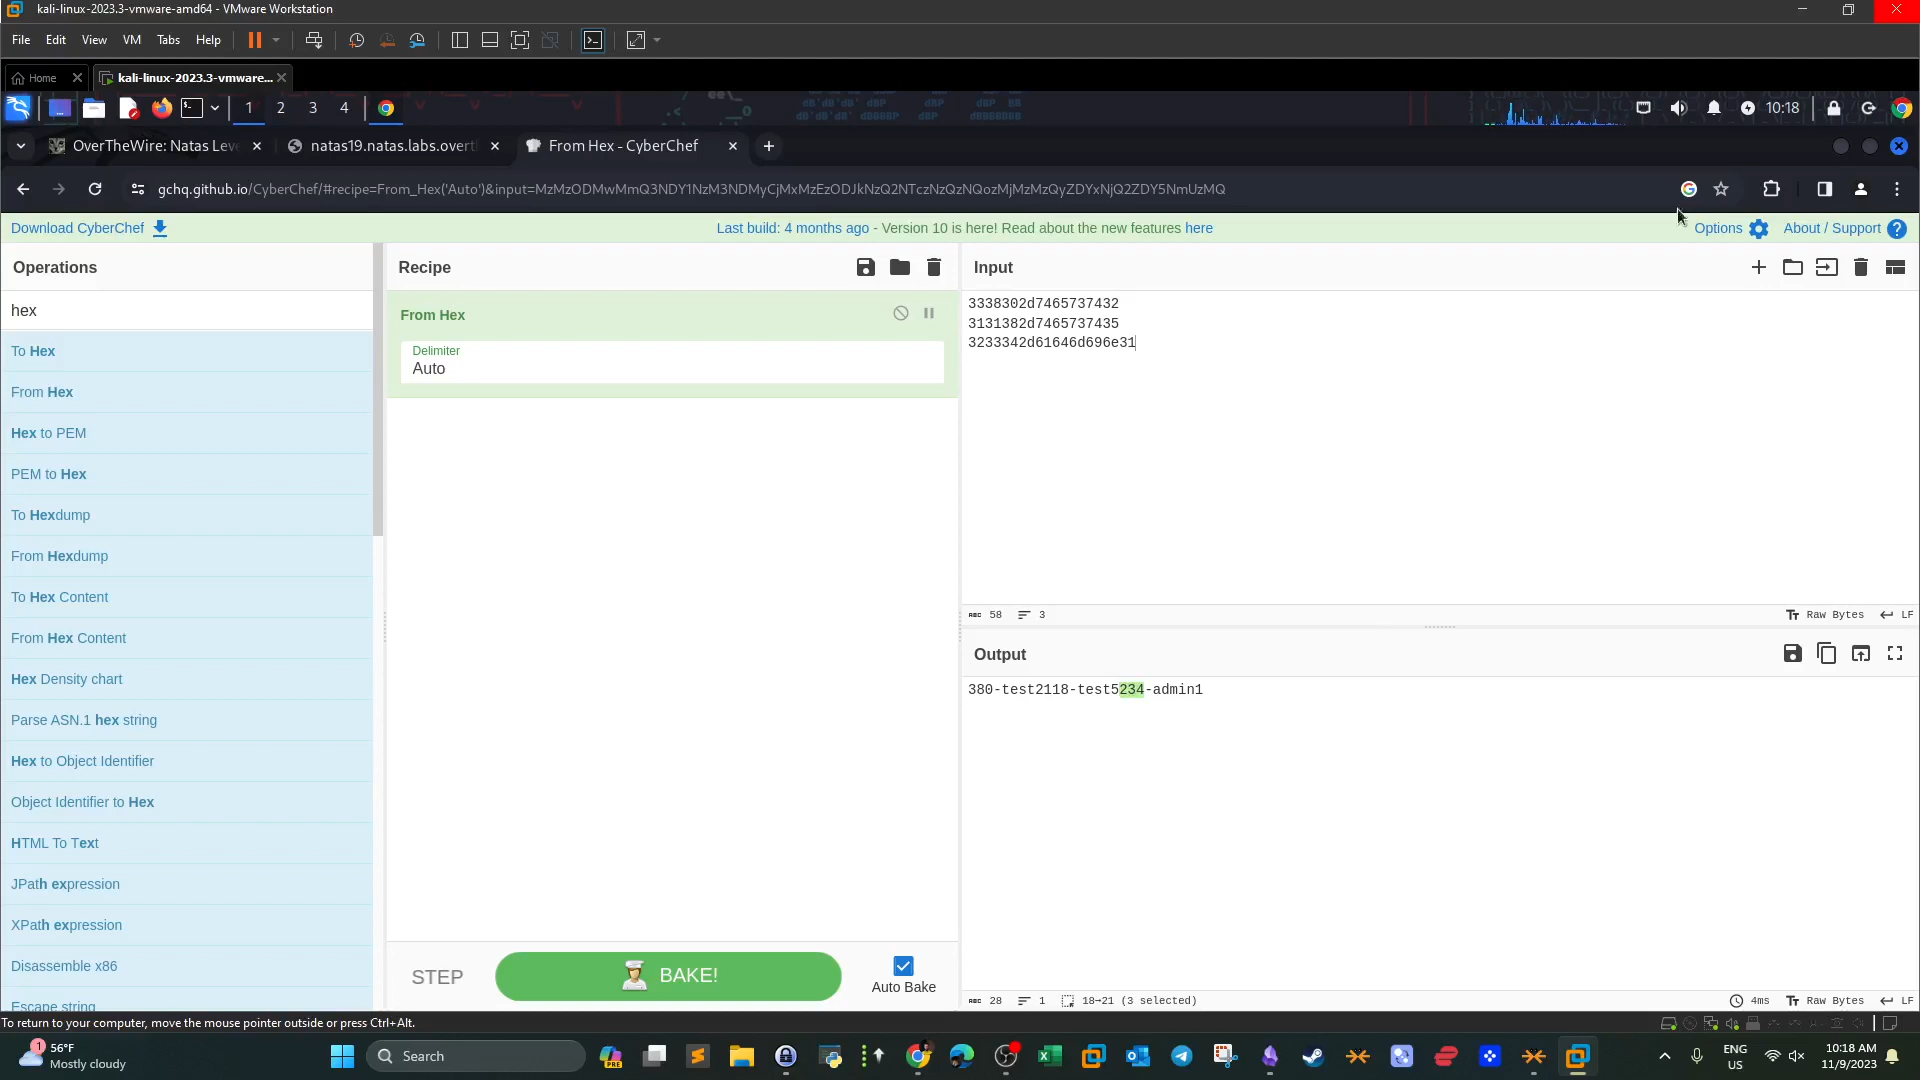 kali-linux-2023.3-vmware-amd64 - VMware Workstation
File Edit View VM Tabs Help
Home kali-linux-2023.3-vmware...
1 2 3 4 10:18
OverTheWire: Natas Lev natas19.natas.labs.overt From Hex - CyberChef
gchq.github.io/CyberChef/#recipe=From_Hex('Auto')&input=MzMzODMwMmQ3NDY1NzM3NDMyCjMxMzEzODJkNzQ2NTczNzQzNQozMjMzMzQyZDYxNjQ2ZDY5NmUzMQ
Download CyberChef Last build: 4 months ago - Version 10 is here! Read about the new features here Options About / Support
Operations
hex
To Hex
From Hex
Hex to PEM
PEM to Hex
To Hexdump
From Hexdump
To Hex Content
From Hex Content
Hex Density chart
Parse ASN.1 hex string
Hex to Object Identifier
Object Identifier to Hex
HTML To Text
JPath expression
XPath expression
Disassemble x86
Escape string
Recipe
From Hex
Delimiter
Auto
STEP BAKE! Auto Bake
Input
3338302d7465737432
3131382d7465737435
3233342d61646d696e31
ABC 58 3 Raw Bytes LF
Output
380-test2118-test5234-admin1
ABC 28 1 18→21 (3 selected) 4ms Raw Bytes LF
To return to your computer, move the mouse pointer outside or press Ctrl+Alt.
1 56°F
Mostly cloudy
Search
PRE
ENG
US
10:18 AM
11/9/2023